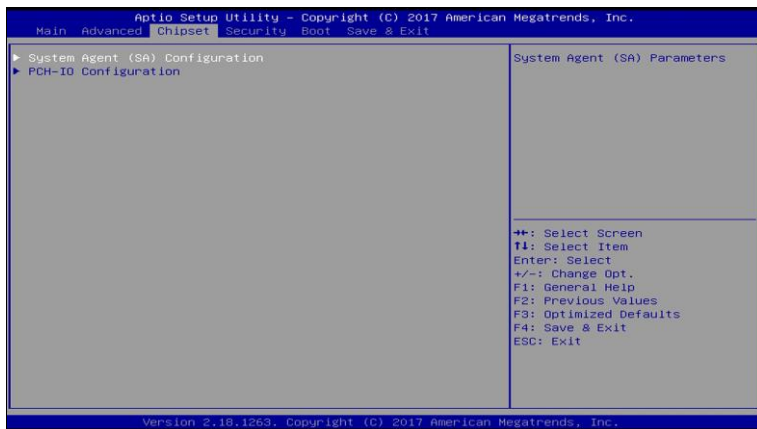 Aptio Setup Utility – Copyright (C) 2017 American Megatrends, Inc.
Main Advanced Chipset Security Boot Save & Exit
▶ System Agent (SA) Configuration
▶ PCH-IO Configuration
System Agent (SA) Parameters
→←: Select Screen
↑↓: Select Item
Enter: Select
+/-: Change Opt.
F1: General Help
F2: Previous Values
F3: Optimized Defaults
F4: Save & Exit
ESC: Exit
Version 2.18.1263. Copyright (C) 2017 American Megatrends, Inc.